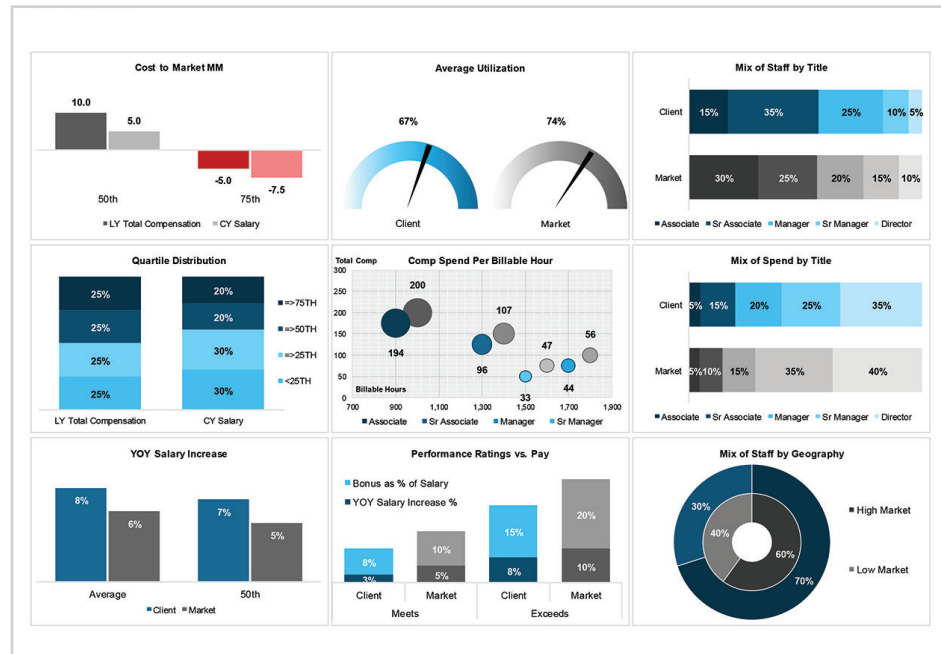 Cost to Market MM
10.0
5.0
-5.0
-7.5
50th
75th
LY Total Compensation
CY Salary
Average Utilization
67%
74%
Client
Market
Mix of Staff by Title
Client
15%
35%
25%
10%
5%
Market
30%
25%
20%
15%
10%
Associate
Sr Associate
Manager
Sr Manager
Director
Quartile Distribution
25%
25%
25%
25%
20%
20%
30%
30%
=>75TH
=>50TH
=>25TH
<25TH
LY Total Compensation
CY Salary
Total Comp
Comp Spend Per Billable Hour
300
250
200
150
100
50
0
200
194
107
96
47
56
33
44
Billable Hours
700
900
1,100
1,300
1,500
1,700
1,900
Associate
Sr Associate
Manager
Sr Manager
Mix of Spend by Title
Client
5%
15%
20%
25%
35%
Market
5%
10%
15%
35%
40%
Associate
Sr Associate
Manager
Sr Manager
Director
YOY Salary Increase
8%
6%
7%
5%
Average
50th
Client
Market
Performance Ratings vs. Pay
Bonus as % of Salary
YOY Salary Increase %
8%
3%
10%
5%
15%
8%
20%
10%
Client
Market
Client
Market
Meets
Exceeds
Mix of Staff by Geography
30%
40%
60%
70%
High Market
Low Market